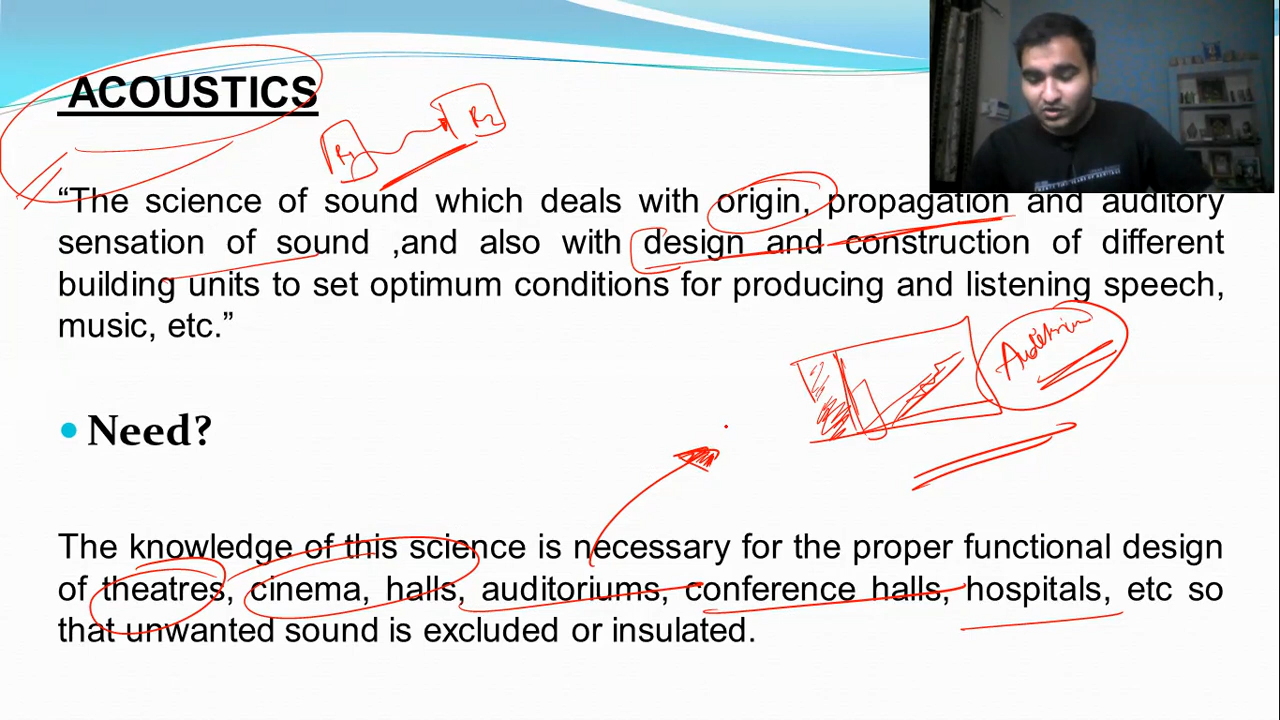 ACOUSTICS
P1
P2
“The science of sound which deals with origin, propagation and auditory
sensation of sound ,and also with design and construction of different
building units to set optimum conditions for producing and listening speech,
music, etc.”
Need?
The knowledge of this science is necessary for the proper functional design
of theatres, cinema, halls, auditoriums, conference halls, hospitals, etc so
that unwanted sound is excluded or insulated.